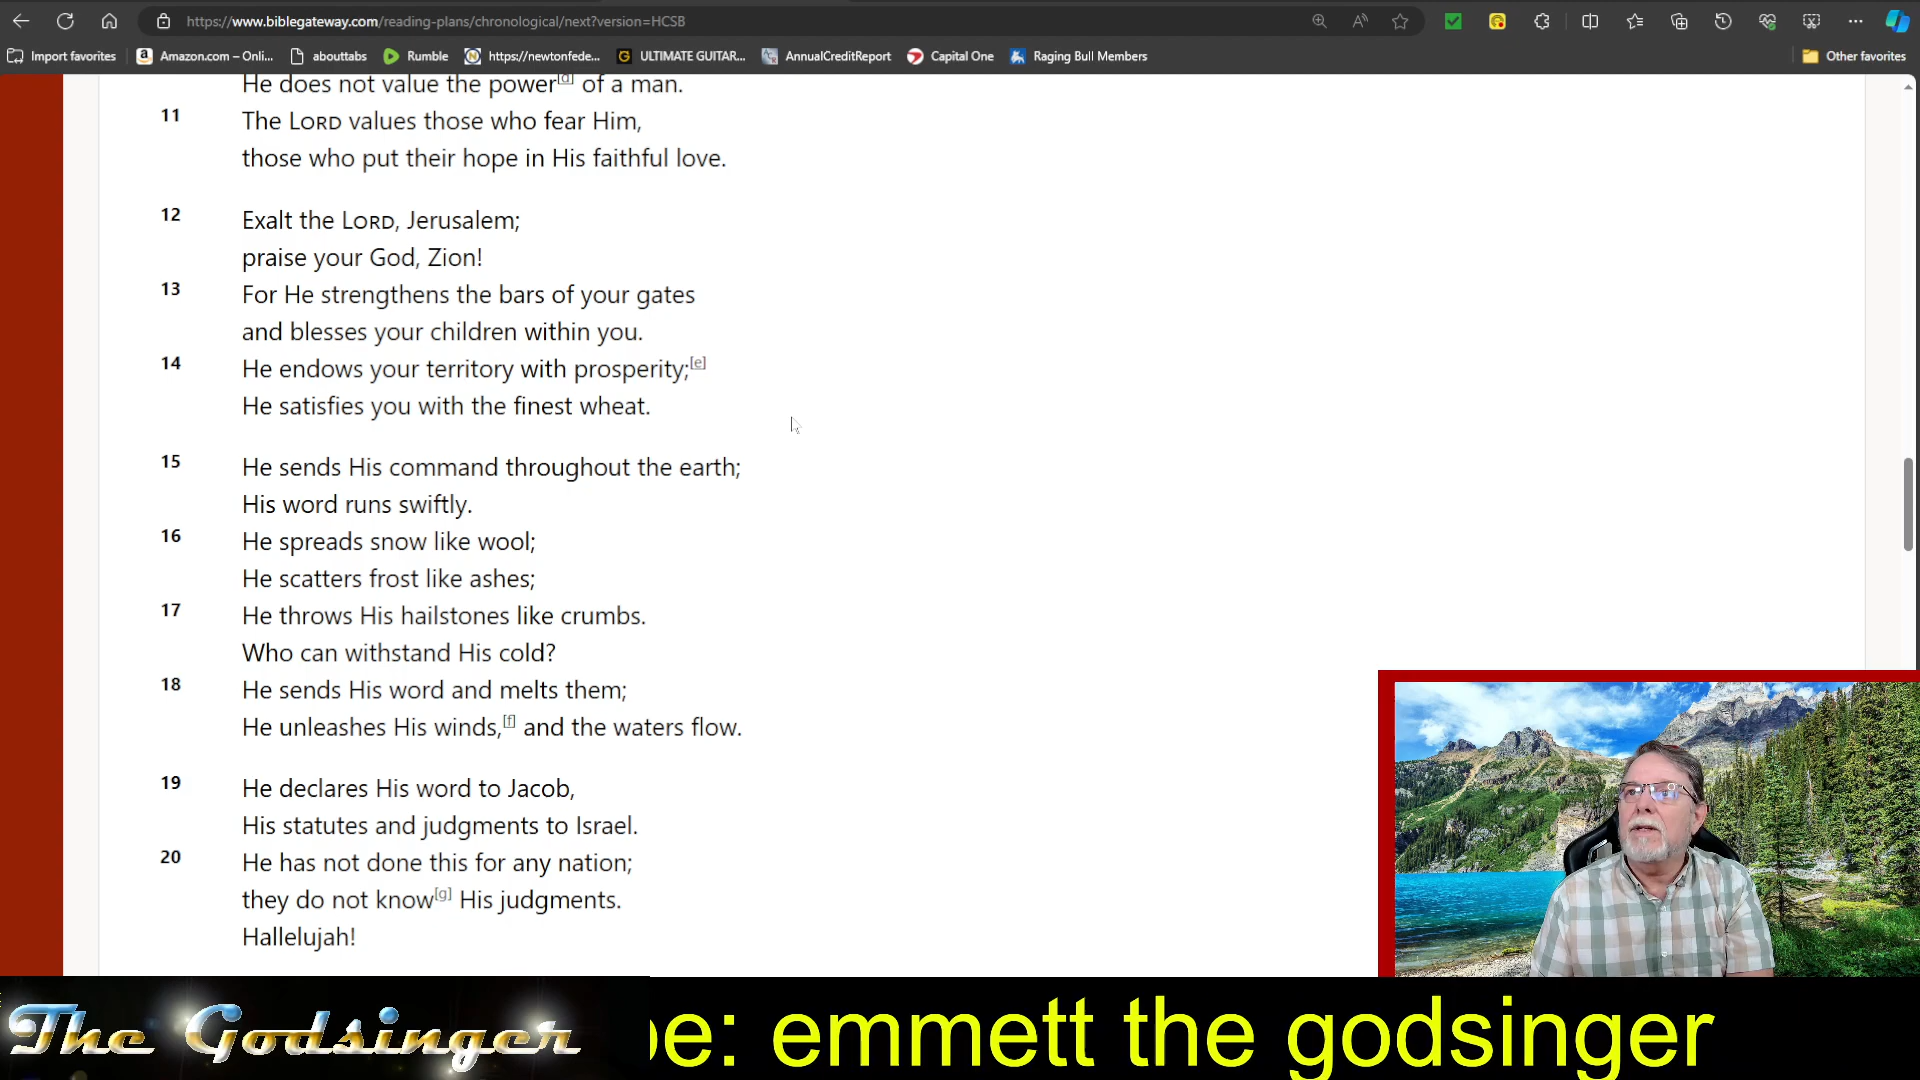 https://www.biblegateway.com/reading-plans/chronological/next?version=HCSB
Import favorites Amazon.com – Onli... abouttabs Rumble https://newtonfede... ULTIMATE GUITAR... AnnualCreditReport Capital One Raging Bull Members Other favorites
He does not value the power[d] of a man.
11 The LORD values those who fear Him,
those who put their hope in His faithful love.
12 Exalt the LORD, Jerusalem;
praise your God, Zion!
13 For He strengthens the bars of your gates
and blesses your children within you.
14 He endows your territory with prosperity;[e]
He satisfies you with the finest wheat.
15 He sends His command throughout the earth;
His word runs swiftly.
16 He spreads snow like wool;
He scatters frost like ashes;
17 He throws His hailstones like crumbs.
Who can withstand His cold?
18 He sends His word and melts them;
He unleashes His winds,[f] and the waters flow.
19 He declares His word to Jacob,
His statutes and judgments to Israel.
20 He has not done this for any nation;
they do not know[g] His judgments.
Hallelujah!
The Godsinger
be: emmett the godsinger